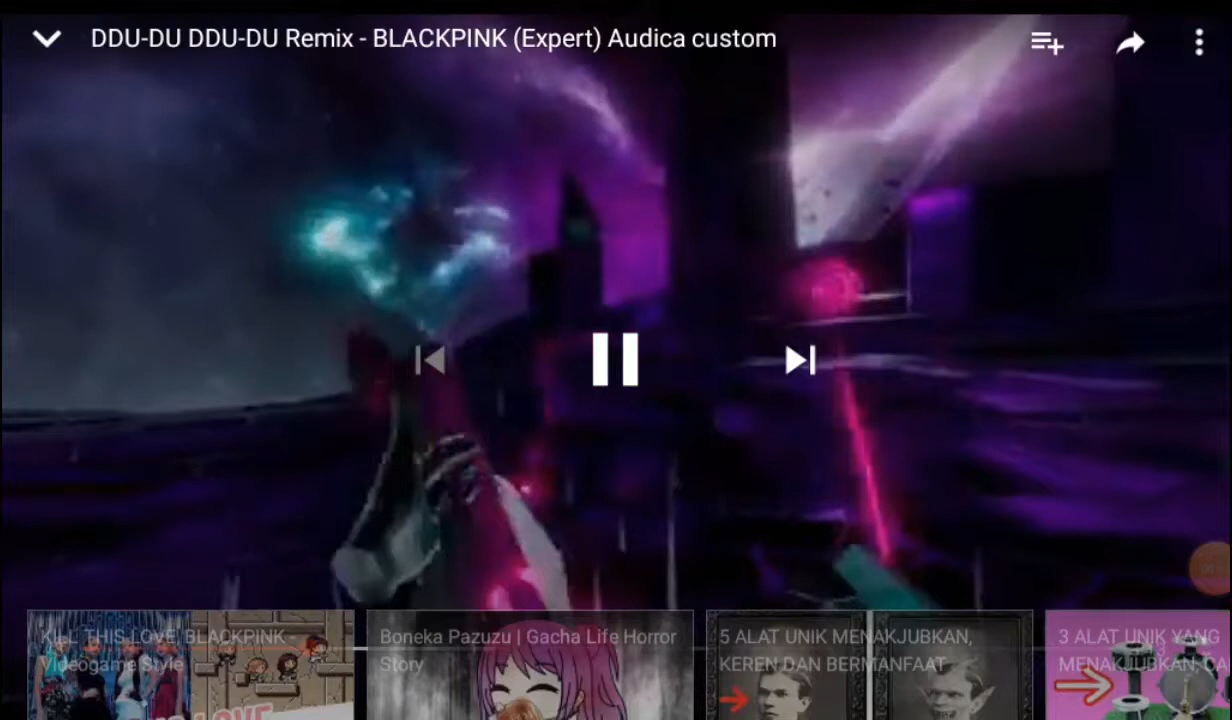 DDU-DU DDU-DU Remix - BLACKPINK (Expert) Audica custom
KILL THIS LOVE, BLACKPINK -
Videogame Style
Boneka Pazuzu | Gacha Life Horror
Story
5 ALAT UNIK MENAKJUBKAN,
KEREN DAN BERMANFAAT
3 ALAT UNIK YANG
LOVE